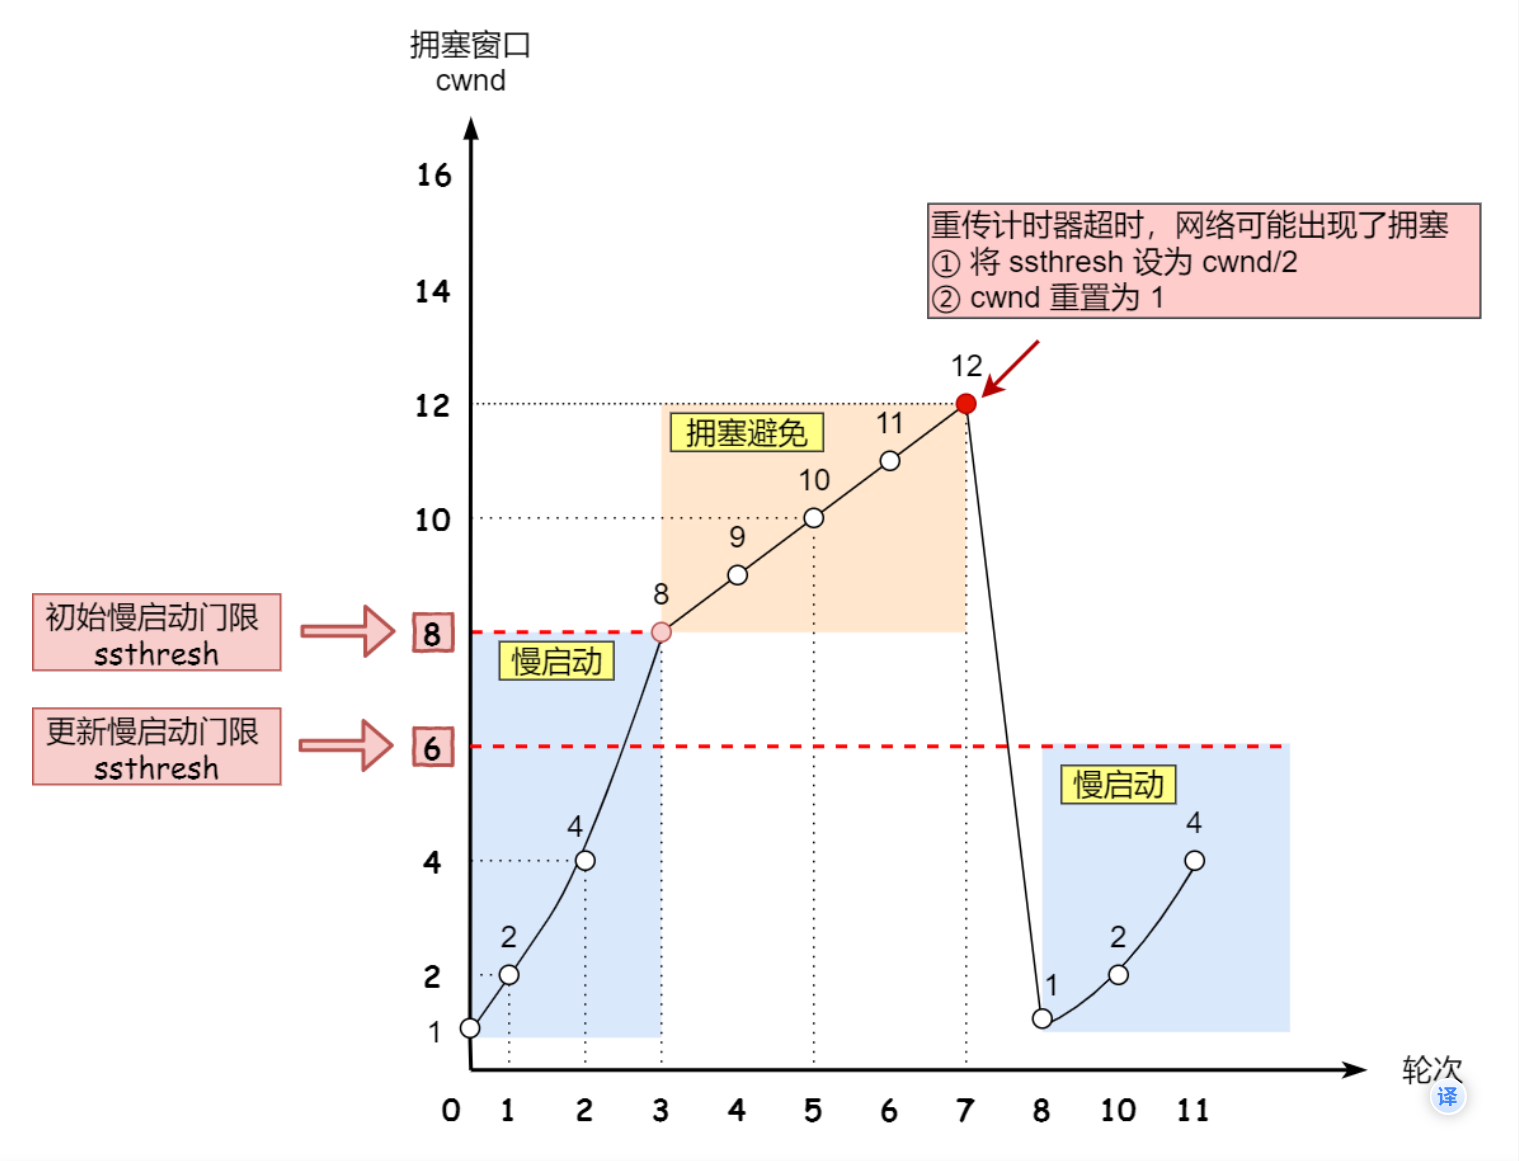 拥塞窗口
cwnd
16
14
12
10
8
6
4
2
1
重传计时器超时，网络可能出现了拥塞
① 将 ssthresh 设为 cwnd/2
② cwnd 重置为 1
12
11
10
9
8
拥塞避免
初始慢启动门限
ssthresh
慢启动
更新慢启动门限
ssthresh
4
2
慢启动
4
2
1
0 1 2 3 4 5 6 7 8 10 11
轮次
译